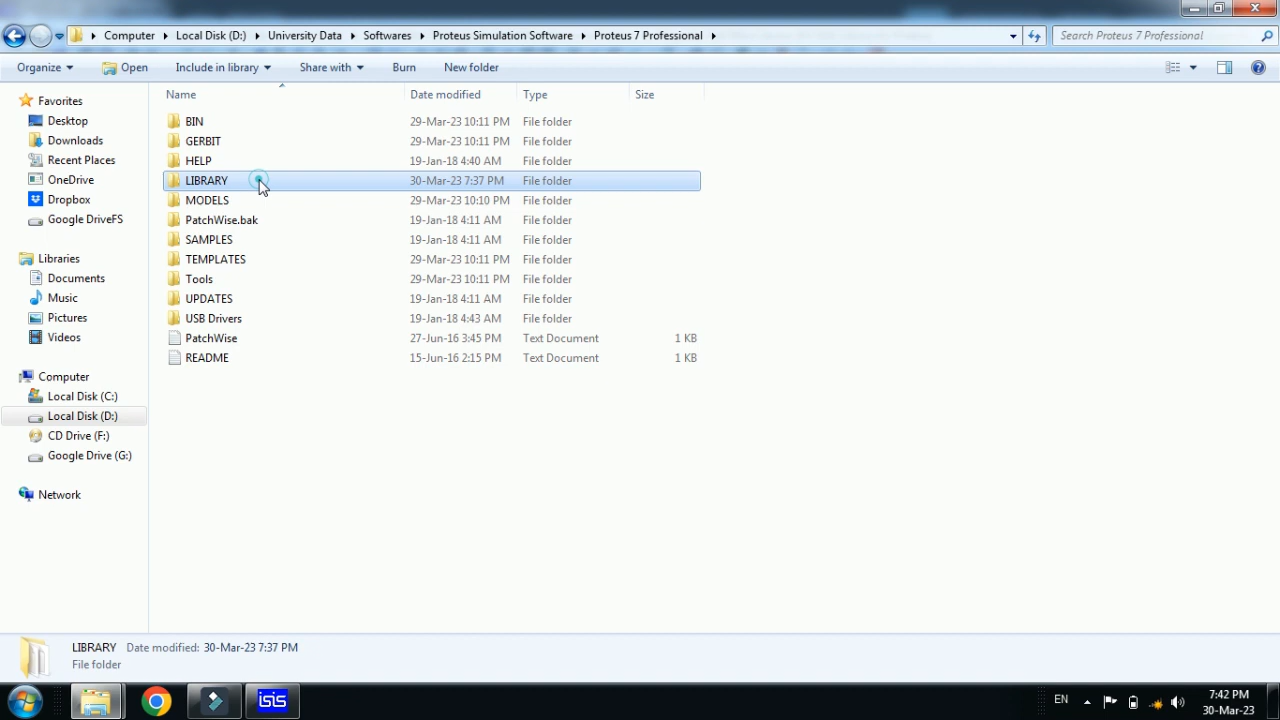 Computer Local Disk (D:) University Data Softwares Proteus Simulation Software Proteus 7 Professional Search Proteus 7 Professional
Organize Open Include in library Share with Burn New folder
Name Date modified Type Size
Favorites
Desktop
Downloads
Recent Places
OneDrive
Dropbox
Google DriveFS
Libraries
Documents
Music
Pictures
Videos
Computer
Local Disk (C:)
Local Disk (D:)
CD Drive (F:)
Google Drive (G:)
Network
BIN 29-Mar-23 10:11 PM File folder
GERBIT 29-Mar-23 10:11 PM File folder
HELP 19-Jan-18 4:40 AM File folder
LIBRARY 30-Mar-23 7:37 PM File folder
MODELS 29-Mar-23 10:10 PM File folder
PatchWise.bak 19-Jan-18 4:11 AM File folder
SAMPLES 19-Jan-18 4:11 AM File folder
TEMPLATES 29-Mar-23 10:11 PM File folder
Tools 29-Mar-23 10:11 PM File folder
UPDATES 19-Jan-18 4:11 AM File folder
USB Drivers 19-Jan-18 4:43 AM File folder
PatchWise 27-Jun-16 3:45 PM Text Document 1 KB
README 15-Jun-16 2:15 PM Text Document 1 KB
LIBRARY Date modified: 30-Mar-23 7:37 PM
File folder
isis
EN
7:42 PM
30-Mar-23